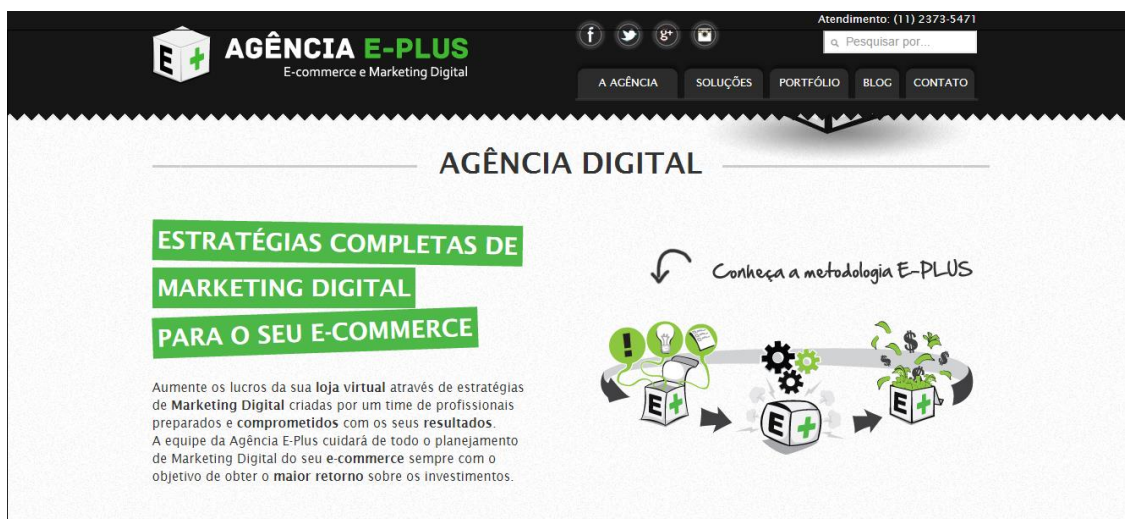 Atendimento: (11) 2373-5471
AGÊNCIA E-PLUS
E-commerce e Marketing Digital
E+
f
g+
Pesquisar por...
A AGÊNCIA
SOLUÇÕES
PORTFÓLIO
BLOG
CONTATO
AGÊNCIA DIGITAL
ESTRATÉGIAS COMPLETAS DE
MARKETING DIGITAL
PARA O SEU E-COMMERCE
Aumente os lucros da sua loja virtual através de estratégias
de Marketing Digital criadas por um time de profissionais
preparados e comprometidos com os seus resultados.
A equipe da Agência E-Plus cuidará de todo o planejamento
de Marketing Digital do seu e-commerce sempre com o
objetivo de obter o maior retorno sobre os investimentos.
Conheça a metodologia E-PLUS
!
$ $
$ $
E+
E+
E+